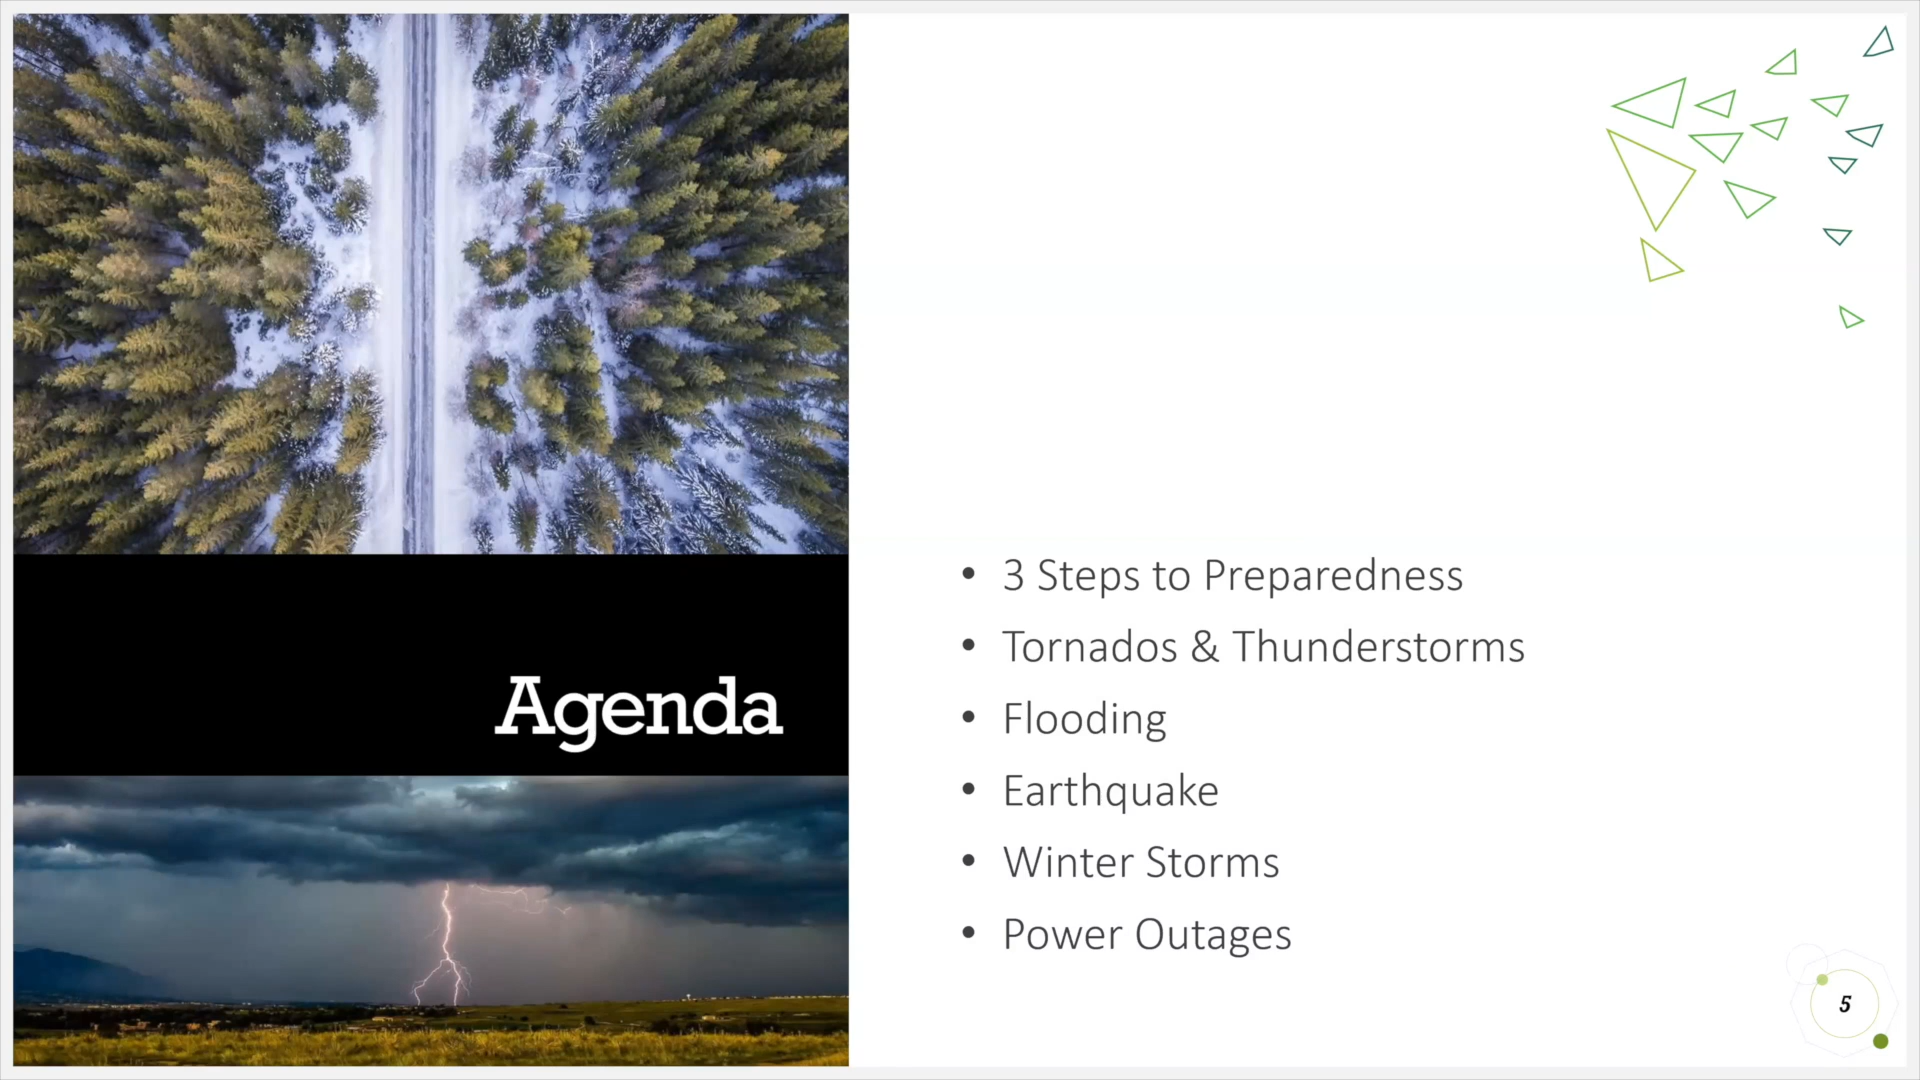 Agenda
• 3 Steps to Preparedness
• Tornados & Thunderstorms
• Flooding
• Earthquake
• Winter Storms
• Power Outages
5